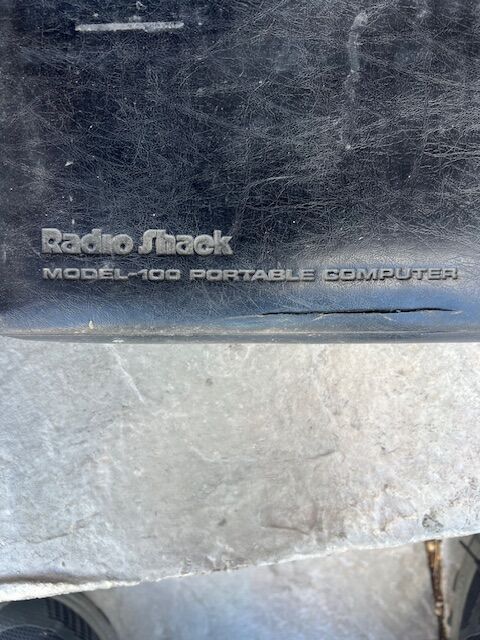 Radio Shack
MODEL-100 PORTABLE COMPUTER